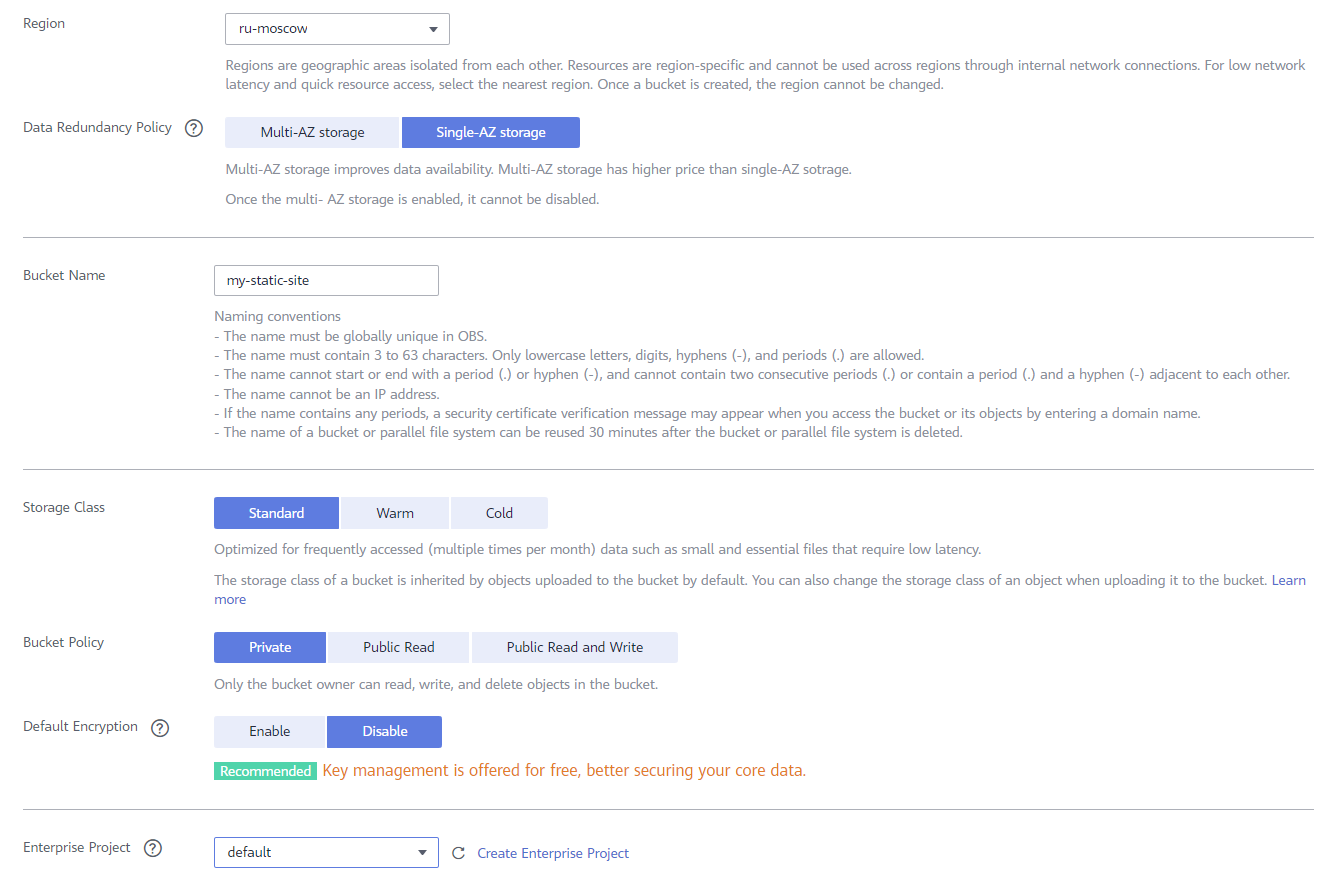 Region
ru-moscow
Regions are geographic areas isolated from each other. Resources are region-specific and cannot be used across regions through internal network connections. For low network
latency and quick resource access, select the nearest region. Once a bucket is created, the region cannot be changed.
Data Redundancy Policy ?
Multi-AZ storage Single-AZ storage
Multi-AZ storage improves data availability. Multi-AZ storage has higher price than single-AZ sotrage.
Once the multi- AZ storage is enabled, it cannot be disabled.
Bucket Name
my-static-site
Naming conventions
- The name must be globally unique in OBS.
- The name must contain 3 to 63 characters. Only lowercase letters, digits, hyphens (-), and periods (.) are allowed.
- The name cannot start or end with a period (.) or hyphen (-), and cannot contain two consecutive periods (.) or contain a period (.) and a hyphen (-) adjacent to each other.
- The name cannot be an IP address.
- If the name contains any periods, a security certificate verification message may appear when you access the bucket or its objects by entering a domain name.
- The name of a bucket or parallel file system can be reused 30 minutes after the bucket or parallel file system is deleted.
Storage Class
Standard Warm Cold
Optimized for frequently accessed (multiple times per month) data such as small and essential files that require low latency.
The storage class of a bucket is inherited by objects uploaded to the bucket by default. You can also change the storage class of an object when uploading it to the bucket. Learn
more
Bucket Policy
Private Public Read Public Read and Write
Only the bucket owner can read, write, and delete objects in the bucket.
Default Encryption ?
Enable Disable
Recommended Key management is offered for free, better securing your core data.
Enterprise Project ?
default Create Enterprise Project